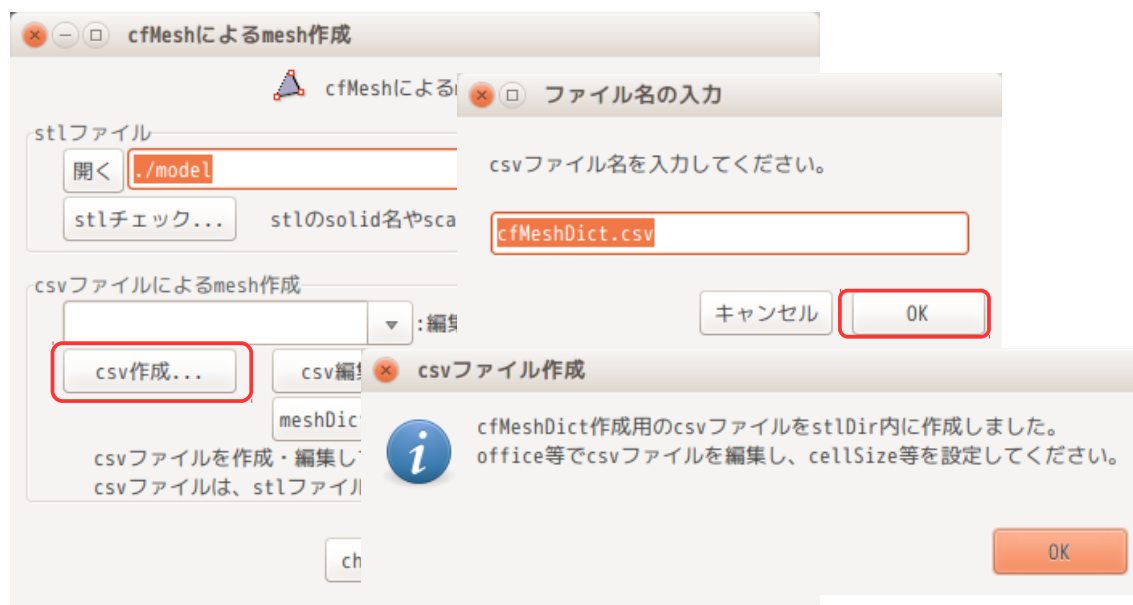 cfMeshによるmesh作成
cfMeshによる
ファイル名の入力
stlファイル
開く ./model
csvファイル名を入力してください。
stlチェック... stlのsolid名やsca
cfMeshDict.csv
csvファイルによるmesh作成
:編集
キャンセル OK
csv作成... csv編集
csvファイル作成
meshDic
cfMeshDict作成用のcsvファイルをstlDir内に作成しました。
office等でcsvファイルを編集し、cellSize等を設定してください。
csvファイルを作成・編集し
csvファイルは、stlファイル
ch
OK